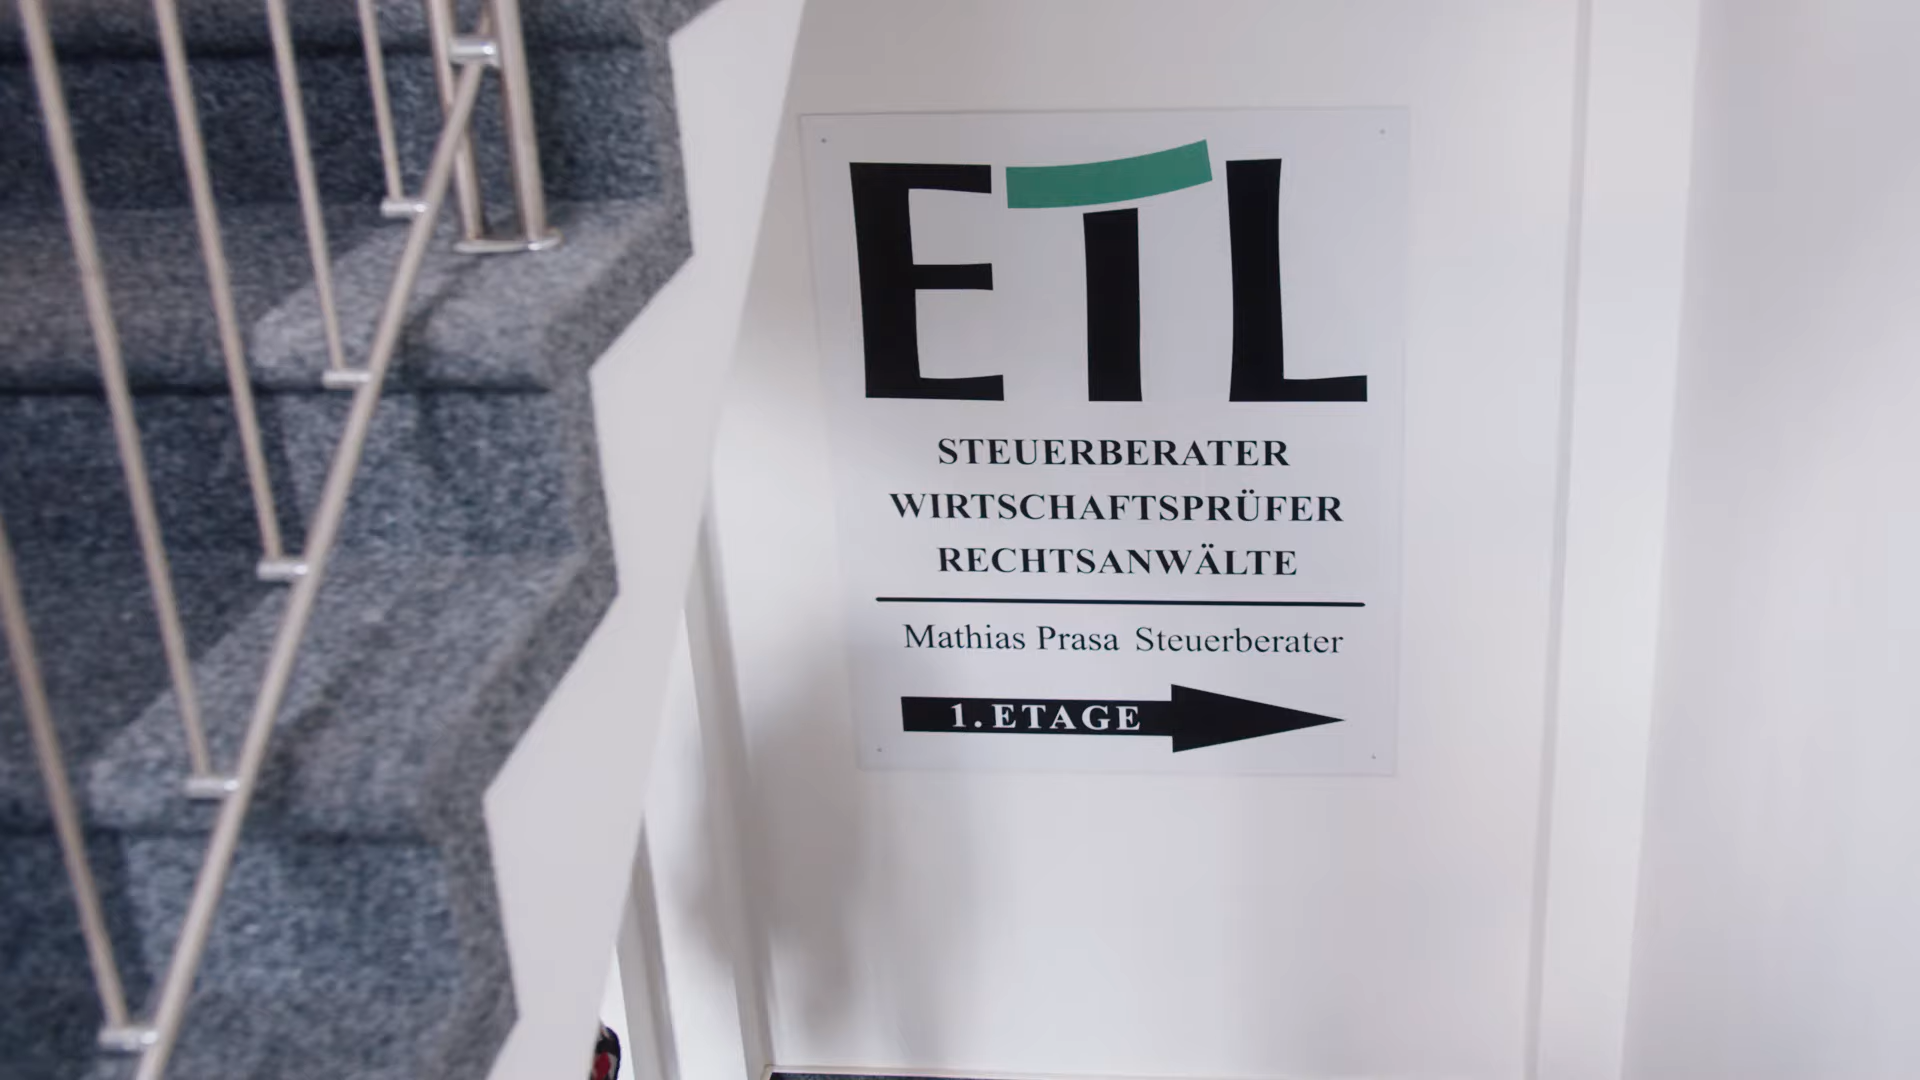 ETL
STEUERBERATER
WIRTSCHAFTSPRÜFER
RECHTSANWÄLTE
Mathias Prasa Steuerberater
1. ETAGE